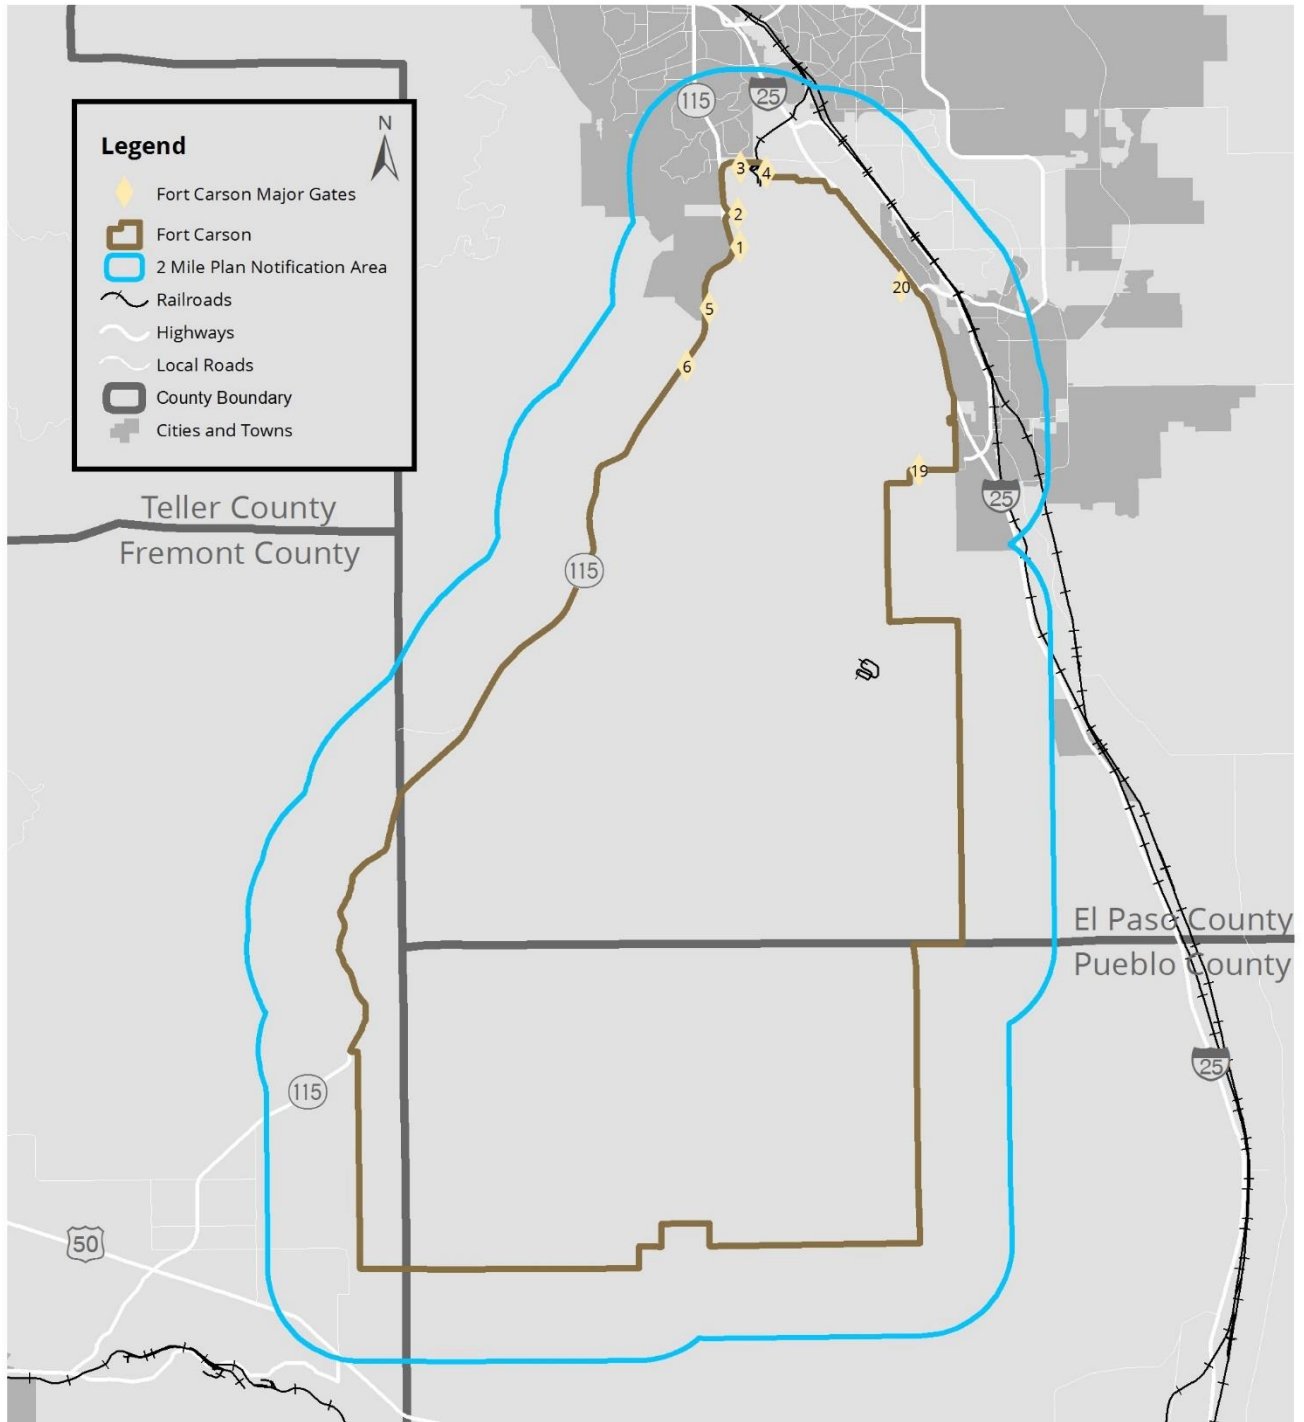 115
25
N
Legend
Fort Carson Major Gates
Fort Carson
2 Mile Plan Notification Area
Railroads
Highways
Local Roads
County Boundary
Cities and Towns
3
4
2
1
20
5
6
19
25
Teller County
Fremont County
115
El Paso County
Pueblo County
25
115
50